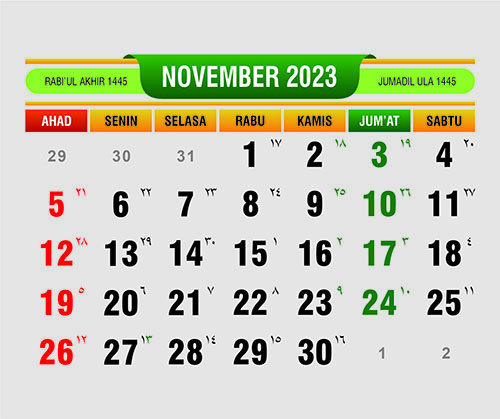 NOVEMBER 2023
RABI'UL AKHIR 1445
JUMADIL ULA 1445
AHAD SENIN SELASA RABU KAMIS JUM'AT SABTU
29 30 31 1 ١٧ 2 ١٨ 3 ١٩ 4 ٢٠
5 ٢١ 6 ٢٢ 7 ٢٣ 8 ٢٤ 9 ٢٥ 10 ٢٦ 11 ٢٧
12 ٢٨ 13 ٢٩ 14 ٣٠ 15 ١ 16 ٢ 17 ٣ 18 ٤
19 ٥ 20 ٦ 21 ٧ 22 ٨ 23 ٩ 24 ١٠ 25 ١١
26 ١٢ 27 ١٣ 28 ١٤ 29 ١٥ 30 ١٦ 1 2